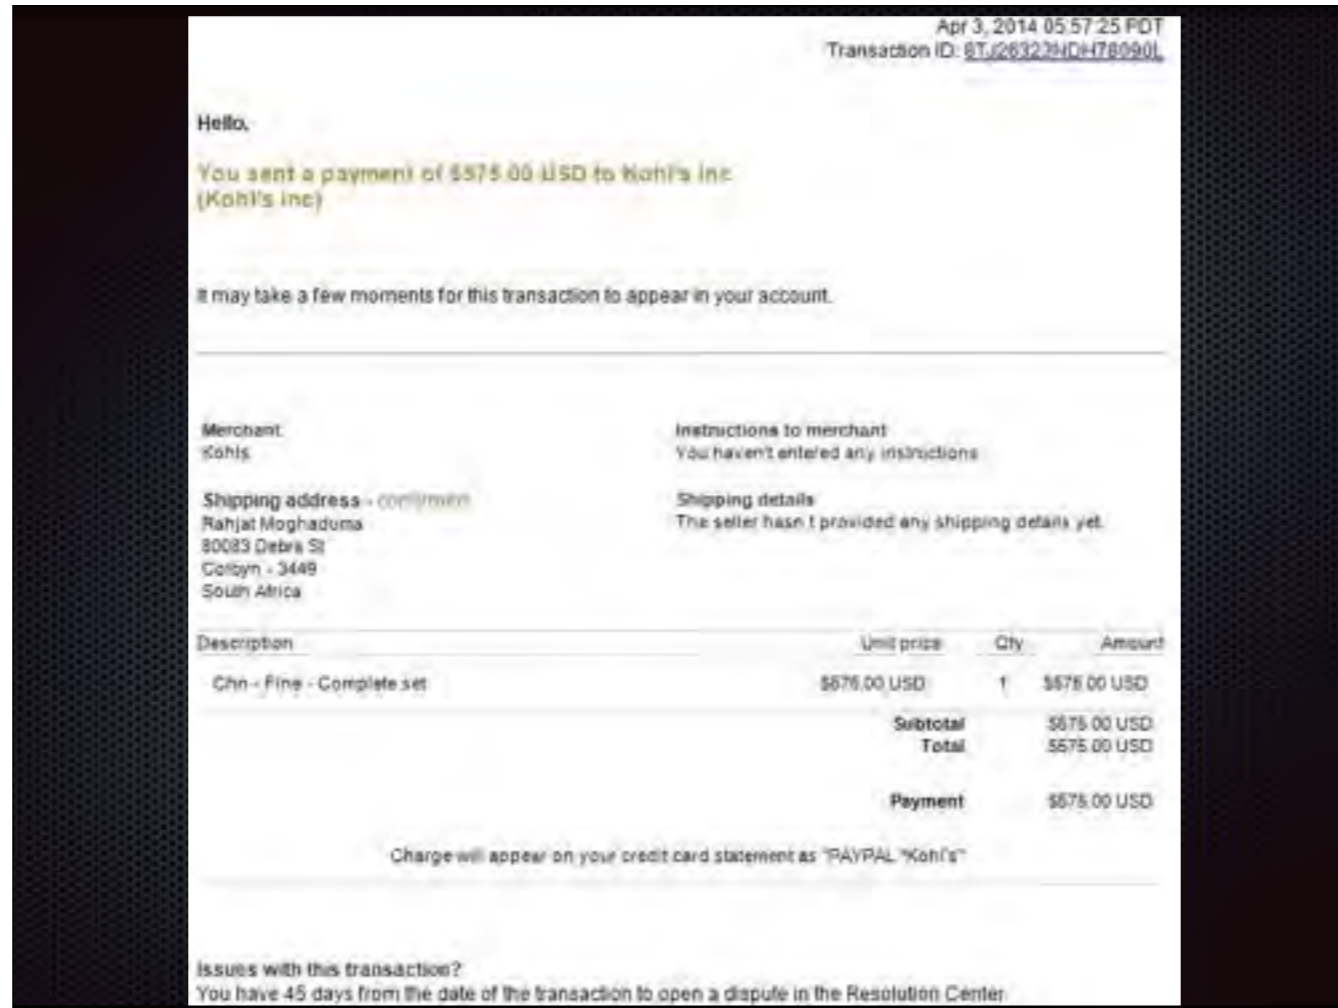 Apr 3, 2014 05:57:25 PDT
Transaction ID:
Hello,
You sent a payment of $575.00 USD to Kohl's Inc
(Kohl's Inc)
It may take a few moments for this transaction to appear in your account.
Merchant
Kohls
Instructions to merchant
You haven't entered any instructions
Shipping address - confirmed
Rahjat Moghaduma
80083 Debra St
Colbyn - 3449
South Africa
Shipping details
The seller hasn't provided any shipping details yet.
Description Unit price Qty Amount
Chn - Fine - Complete set $575.00 USD 1 $575.00 USD
Subtotal $575.00 USD
Total $575.00 USD
Payment $575.00 USD
Charge will appear on your credit card statement as "PAYPAL *Kohl's"
Issues with this transaction?
You have 45 days from the date of the transaction to open a dispute in the Resolution Center